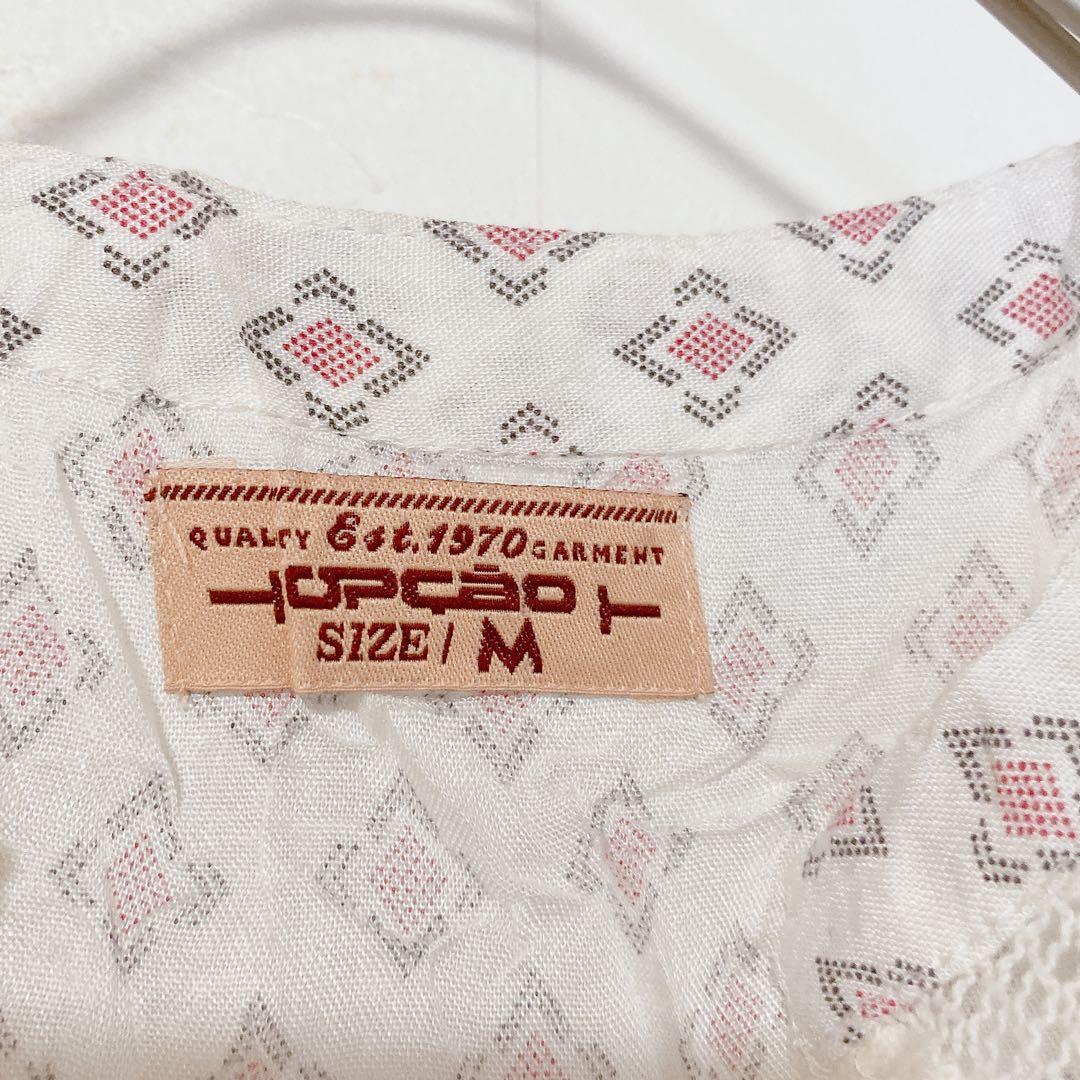 QUALITY Est. 1970 GARMENT
OPÇÃO
SIZE/ M